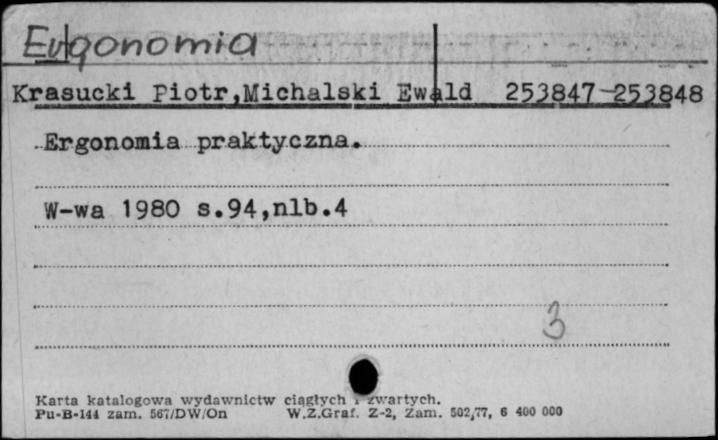 Ergonomia
Krasucki Piotr,Michalski Ewald 253847-253848
Ergonomia praktyczna.
W-wa 1980 s.94,nlb.4
3
Karta katalogowa wydawnictw ciągłych i zwartych.
Pu-B-144 zam. 567/DW/On W.Z.Graf. Z-2, Zam. 502/77, 6 400 000